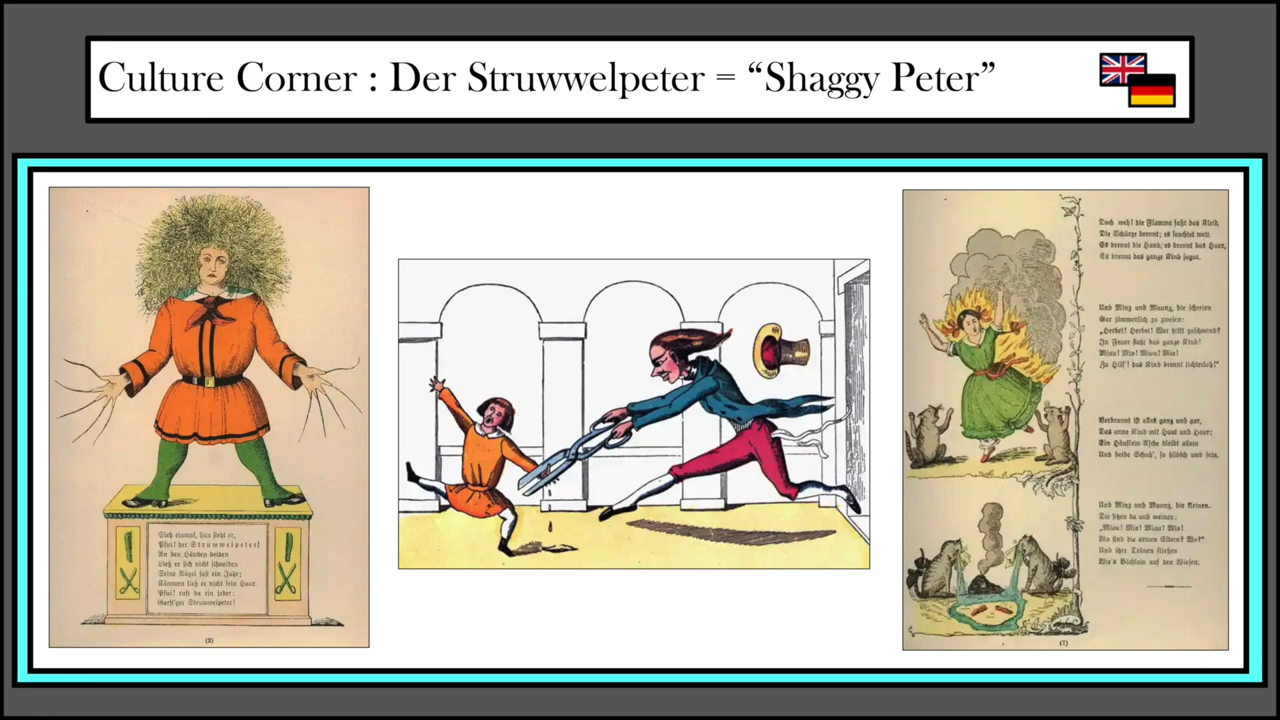 Culture Corner : Der Struwwelpeter = “Shaggy Peter”
Sieh einmal, hier steht er,
Pfui! der Struwwelpeter!
An den Händen beiden
Ließ er sich nicht schneiden
Seine Nägel fast ein Jahr;
Kämmen ließ er nicht sein Haar.
Pfui! ruft da ein jeder:
Garst'ger Struwwelpeter!
(2)
Doch weh! die Flamme faßt das Kleid,
Die Schürze brennt; es leuchtet weit.
Es brennt die Hand, es brennt das Haar,
Es brennt das ganze Kind sogar.
Und Minz und Maunz, die schreien
Gar jämmerlich zu zweien:
„Herbei! Herbei! Wer hilft geschwind?
In Feuer steht das ganze Kind!
Miau! Mio! Miau! Mio!
Zu Hilf'! das Kind brennt lichterloh!“
Verbrannt ist alles ganz und gar,
Das arme Kind mit Haut und Haar;
Ein Häuflein Asche bleibt allein
Und beide Schuh', so hübsch und fein.
Und Minz und Maunz, die kleinen,
Die sitzen da und weinen:
„Miau! Mio! Miau! Mio!
Wo sind die armen Eltern? Wo?“
Und ihre Tränen fließen
Wie's Bächlein auf den Wiesen.
(7)